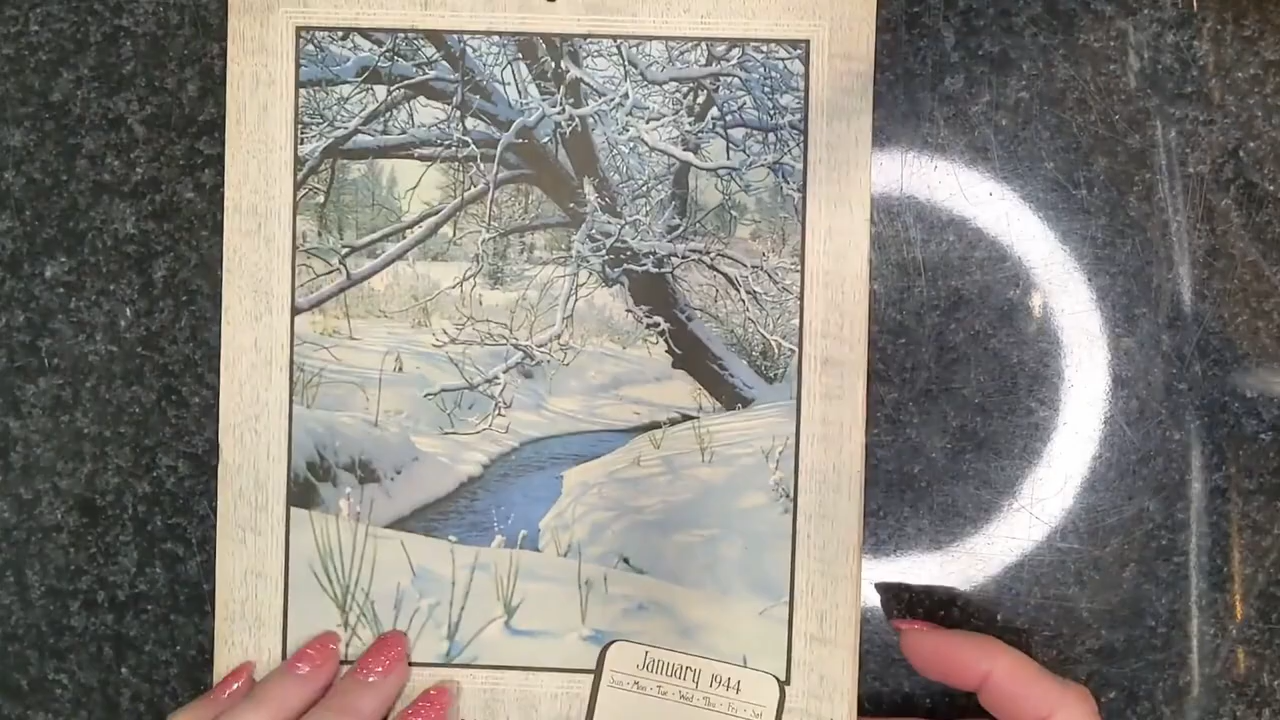 January 1944
Sun • Mon • Tue • Wed • Thu • Fri • Sat